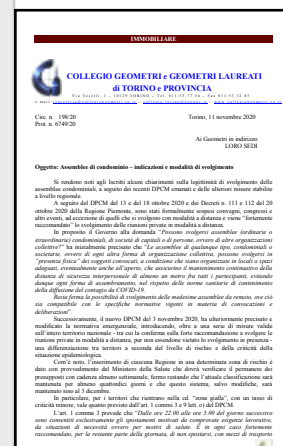 IMMOBILIARE
COLLEGIO GEOMETRI e GEOMETRI LAUREATI
di TORINO e PROVINCIA
Via Toselli, 1 – 10129 TORINO – Tel. 011/53.77.56 – Fax 011/53.32.85
Circ. n. 198/20 Torino, 11 novembre 2020
Prot. n. 6749/20
Ai Geometri in indirizzo
LORO SEDI
Oggetto: Assemblee di condominio – indicazioni e modalità di svolgimento
Si rendono noti agli Iscritti alcuni chiarimenti sulla legittimità di svolgimento delle
assemblee condominiali, a seguito dei recenti DPCM emanati e delle ulteriori misure stabilite
a livello regionale.
A seguito del DPCM del 13 e del 18 ottobre 2020 e dei Decreti n. 111 e 112 del 20
ottobre 2020 della Regione Piemonte, sono stati formalmente sospesi convegni, congressi e
altri eventi, ad eccezione di quelli che si svolgono con modalità a distanza e viene "fortemente
raccomandato" lo svolgimento delle riunioni private in modalità a distanza.
In proposito il Governo alla domanda "Possono svolgersi assemblee (ordinarie o
straordinarie) condominiali, di società di capitali o di persone, ovvero di altre organizzazioni
collettive?" ha inizialmente precisato che "Le assemblee di qualunque tipo, condominiali o
societarie, ovvero di ogni altra forma di organizzazione collettiva, possono svolgersi in
"presenza fisica" dei soggetti convocati, a condizione che siano organizzate in locali o spazi
adeguati, eventualmente anche all'aperto, che assicurino il mantenimento continuativo della
distanza di sicurezza interpersonale di almeno un metro fra tutti i partecipanti, evitando
dunque ogni forma di assembramento, nel rispetto delle norme sanitarie di contenimento
della diffusione del contagio da COVID-19.
Resta ferma la possibilità di svolgimento delle medesime assemblee da remoto, ove ciò
sia compatibile con le specifiche normative vigenti in materia di convocazioni e
deliberazioni".
Successivamente, il nuovo DPCM del 3 novembre 2020, ha ulteriormente precisato e
modificato la normativa emergenziale, introducendo, oltre a una serie di misure valide
sull'intero territorio nazionale - tra cui la conferma sulla forte raccomandazione a svolgere le
riunioni private in modalità a distanza, pur non essendone vietato lo svolgimento in presenza -
una differenziazione tra territori a seconda del livello di rischio e della criticità della
situazione epidemiologica.
Com'è noto, l'inserimento di ciascuna Regione in una determinata zona di rischio è
dato con provvedimento del Ministero della Salute che dovrà verificare il permanere dei
presupposti con cadenza almeno settimanale, fermo restando che l'attuale classificazione sarà
mantenuta per almeno quattordici giorni e che questo sistema, salvo modifiche, sarà
mantenuto sino al 3 dicembre.
In particolare, per i territori che rientrano nella cd. "zona gialla", con un tasso di
criticità minore, vale quanto previsto dall'art. 1 comma 3 e 9 lett. o) del DPCM.
L'art. 1 comma 3 prevede che "Dalle ore 22.00 alle ore 5.00 del giorno successivo
sono consentiti esclusivamente gli spostamenti motivati da comprovate esigenze lavorative,
da situazioni di necessità ovvero per motivi di salute. È in ogni caso fortemente
raccomandato, per la restante parte della giornata, di non spostarsi, con mezzi di trasporto